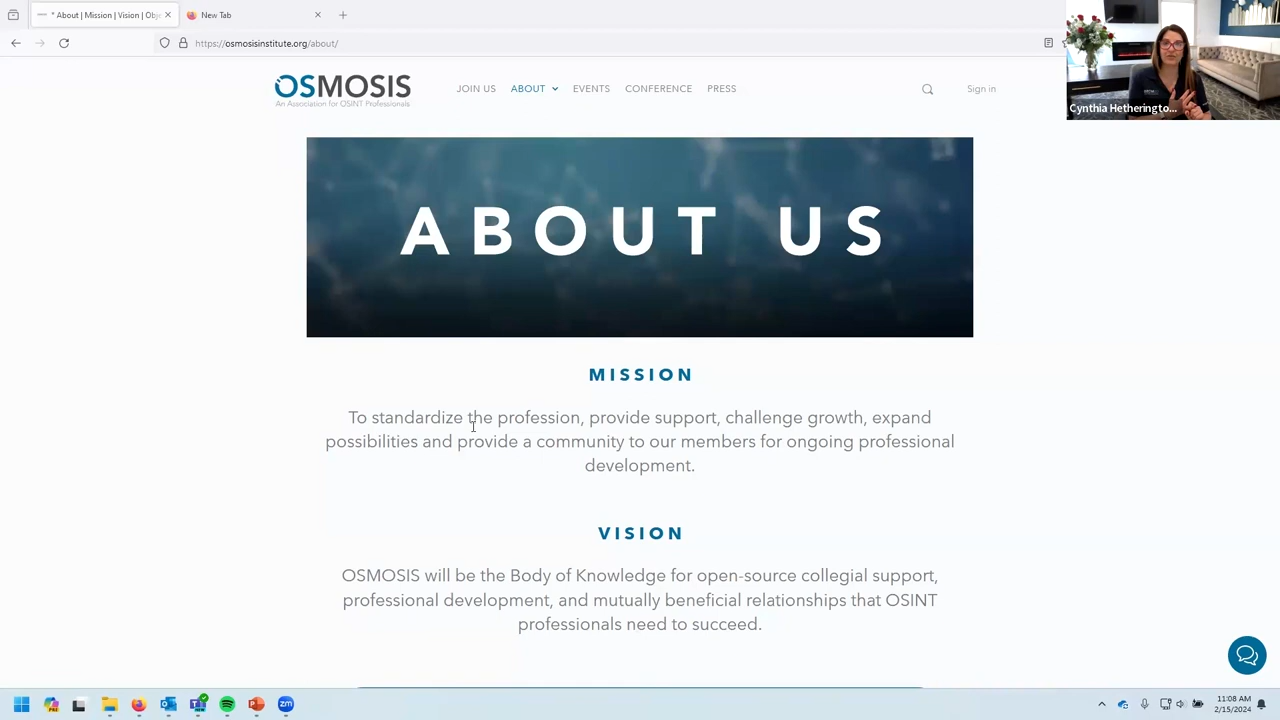 * About | Mission | Vision | Obje
New Tab
https://osmosisinstitute.org/about/
OSMOSIS
An Association for OSINT Professionals
JOIN US ABOUT EVENTS CONFERENCE PRESS
Sign in
Cynthia Hetheringto...
ABOUT US
MISSION
To standardize the profession, provide support, challenge growth, expand
possibilities and provide a community to our members for ongoing professional
development.
VISION
OSMOSIS will be the Body of Knowledge for open-source collegial support,
professional development, and mutually beneficial relationships that OSINT
professionals need to succeed.
zm
11:08 AM
2/15/2024